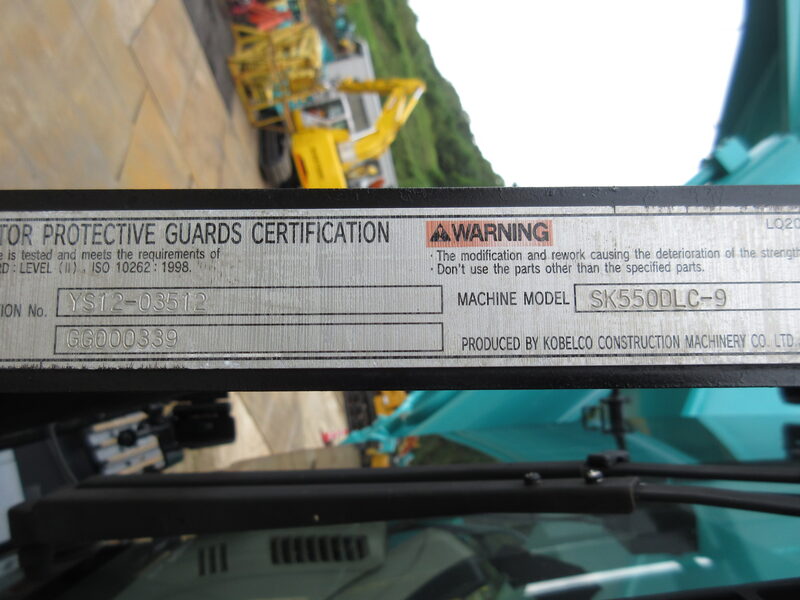 TOR PROTECTIVE GUARDS CERTIFICATION
e is tested and meets the requirements of
RD : LEVEL (II) , ISO 10262 : 1998.
ION No. YS12-03512
GG000339
WARNING
LQ20
· The modification and rework causing the deterioration of the strength
· Don't use the parts other than the specified parts.
MACHINE MODEL SK550DLC-9
PRODUCED BY KOBELCO CONSTRUCTION MACHINERY CO. LTD.